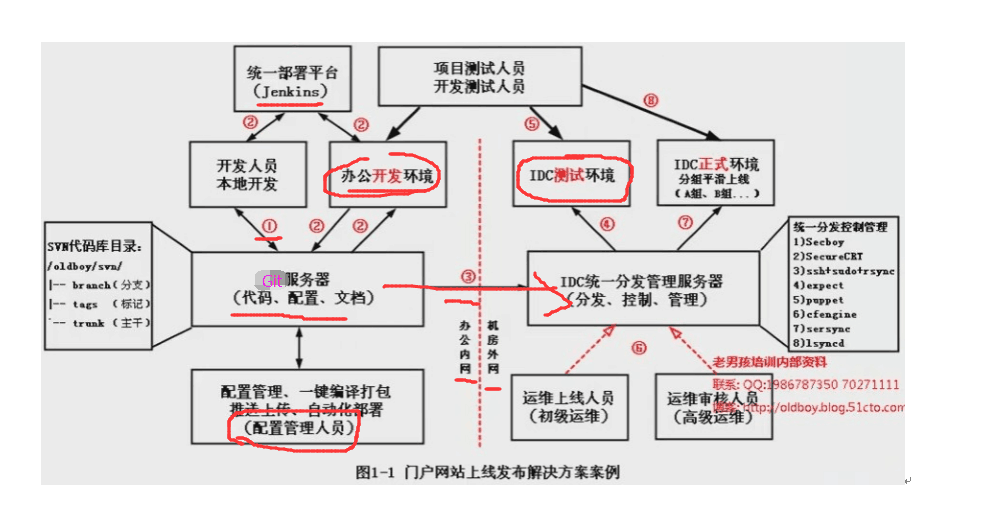 统一部署平台
(Jenkins)
项目测试人员
开发测试人员
②
②
⑤
⑧
开发人员
本地开发
办公开发环境
IDC测试环境
IDC正式环境
分组平滑上线
(A组、B组...)
①
②
②
④
⑦
SVN代码库目录:
/oldboy/svn/
|-- branch(分支)
|-- tags (标记)
`-- trunk (主干)
Git服务器
(代码、配置、文档)
③
IDC统一分发管理服务器
(分发、控制、管理)
统一分发控制管理
1)Secboy
2)SecureCRT
3)ssh+sudo+rsync
4)expect
5)puppet
6)cfengine
7)sersync
8)lsyncd
办公内网
机房外网
⑥
配置管理、一键编译打包
推送上传、自动化部署
(配置管理人员)
运维上线人员
(初级运维)
运维审核人员
(高级运维)
老男孩培训内部资料
联系: QQ:1986787350 70271111
http://oldboy.blog.51cto.com
图1-1 门户网站上线发布解决方案案例